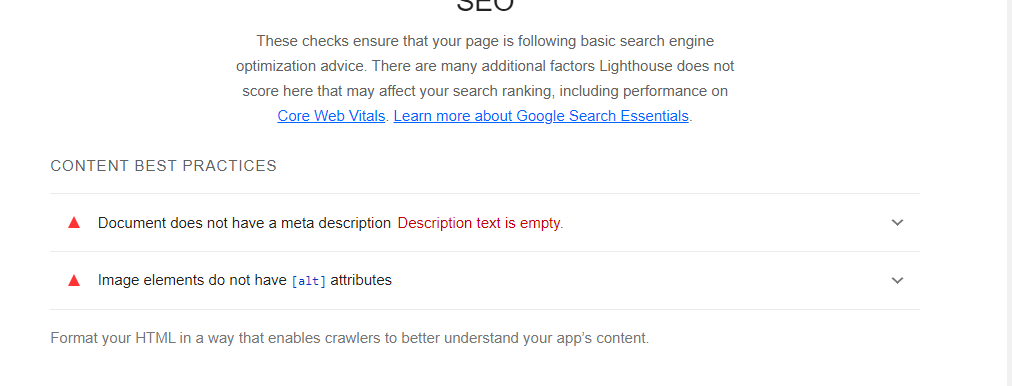 SEO
These checks ensure that your page is following basic search engine
optimization advice. There are many additional factors Lighthouse does not
score here that may affect your search ranking, including performance on
Core Web Vitals. Learn more about Google Search Essentials.
CONTENT BEST PRACTICES
Document does not have a meta description Description text is empty.
Image elements do not have [alt] attributes
Format your HTML in a way that enables crawlers to better understand your app’s content.